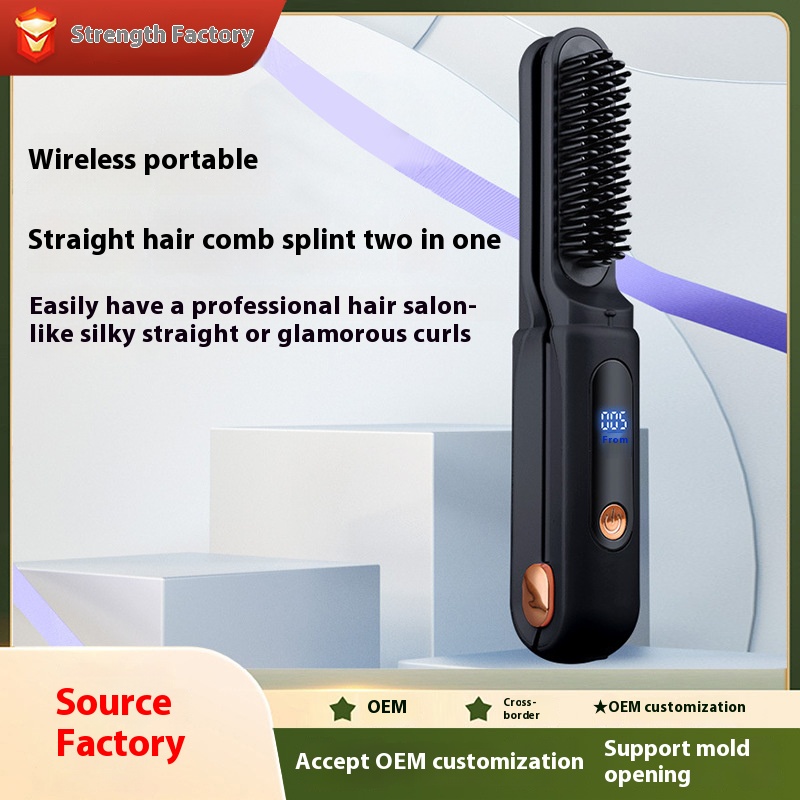 Strength Factory
Wireless portable
Straight hair comb splint two in one
Easily have a professional hair salon-
like silky straight or glamorous curls
005
From
Source
Factory
OEM
Cross-
border
★OEM customization
Accept OEM customization
Support mold
opening